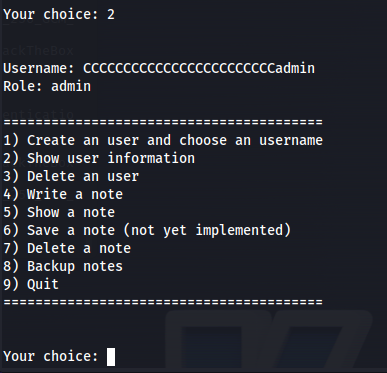 Your choice: 2
ackTheBox
Username: CCCCCCCCCCCCCCCCCCCCCCCCadmin
Role: admin
========================================
1) Create an user and choose an username
2) Show user information
3) Delete an user
4) Write a note
5) Show a note
6) Save a note (not yet implemented)
7) Delete a note
8) Backup notes
9) Quit
========================================
Your choice: